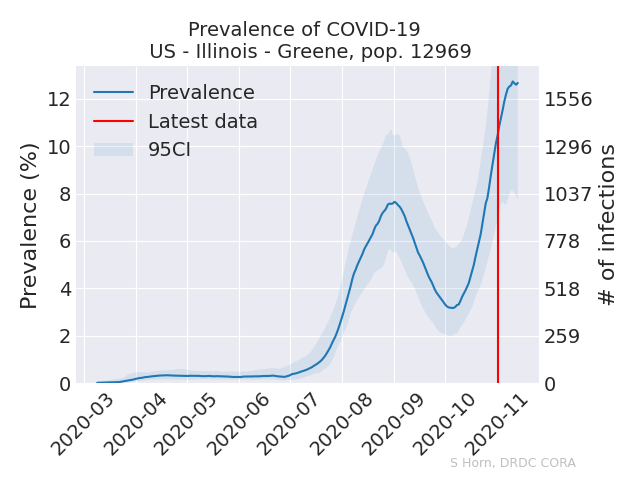 Prevalence of COVID-19
US - Illinois - Greene, pop. 12969
Prevalence
Latest data
95CI
Prevalence (%)
12
10
8
6
4
2
0
1556
1296
1037
778
518
259
0
# of infections
2020-03
2020-04
2020-05
2020-06
2020-07
2020-08
2020-09
2020-10
2020-11
S Horn, DRDC CORA